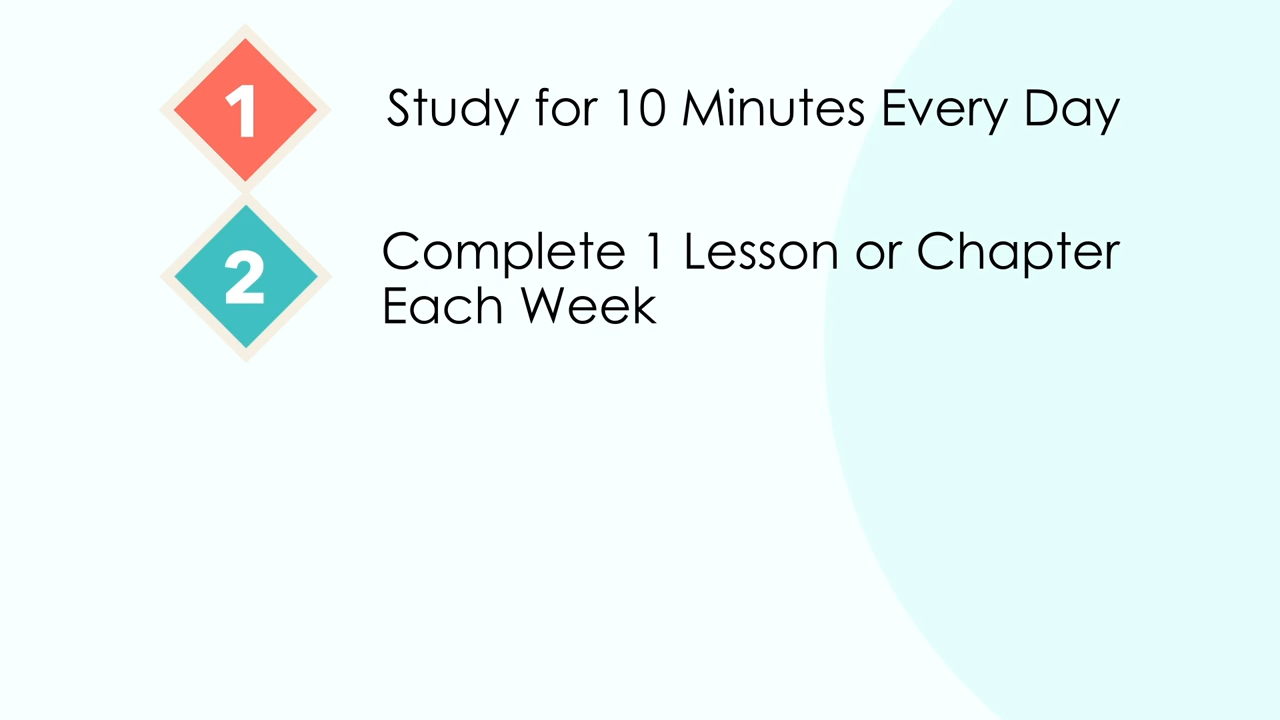 1
Study for 10 Minutes Every Day
2
Complete 1 Lesson or Chapter
Each Week